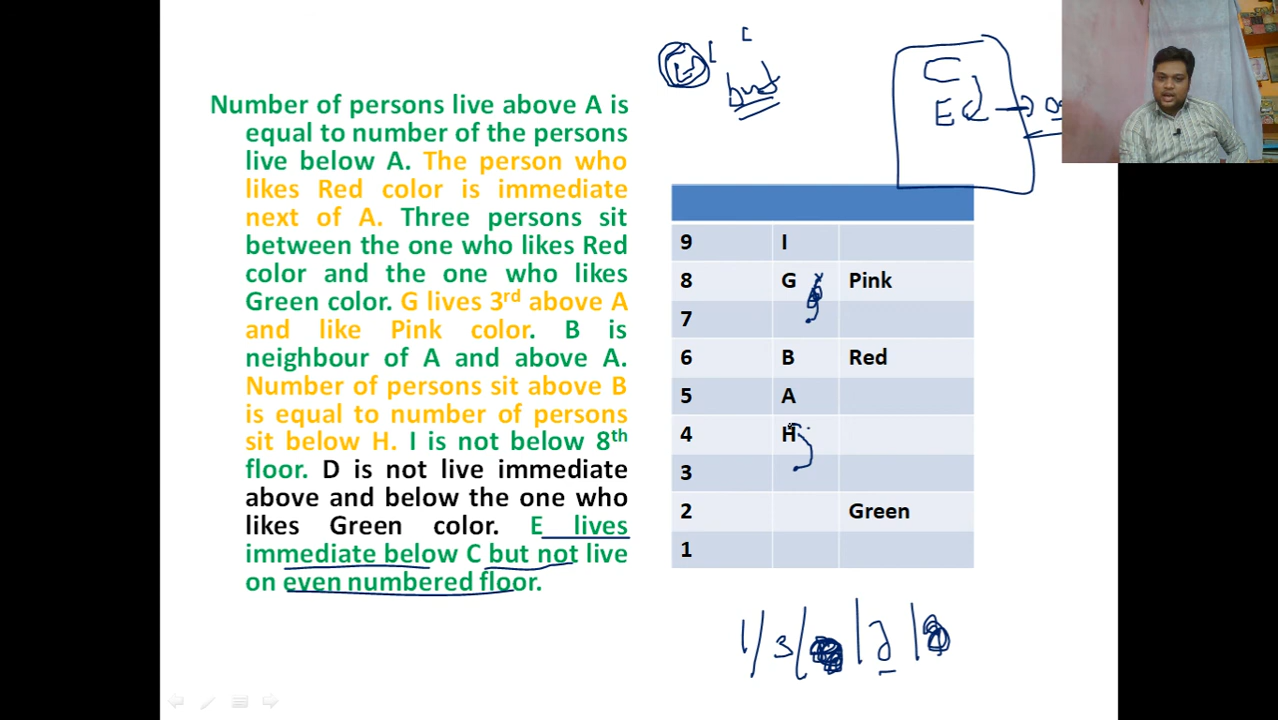 Number of persons live above A is
equal to number of the persons
live below A. The person who
likes Red color is immediate
next of A. Three persons sit
between the one who likes Red
color and the one who likes
Green color. G lives 3rd above A
and like Pink color. B is
neighbour of A and above A.
Number of persons sit above B
is equal to number of persons
sit below H. I is not below 8th
floor. D is not live immediate
above and below the one who
likes Green color. E lives
immediate below C but not live
on even numbered floor.
but
C
E
9 I
8 G Pink
7
6 B Red
5 A
4 H
3
2 Green
1
1/3/